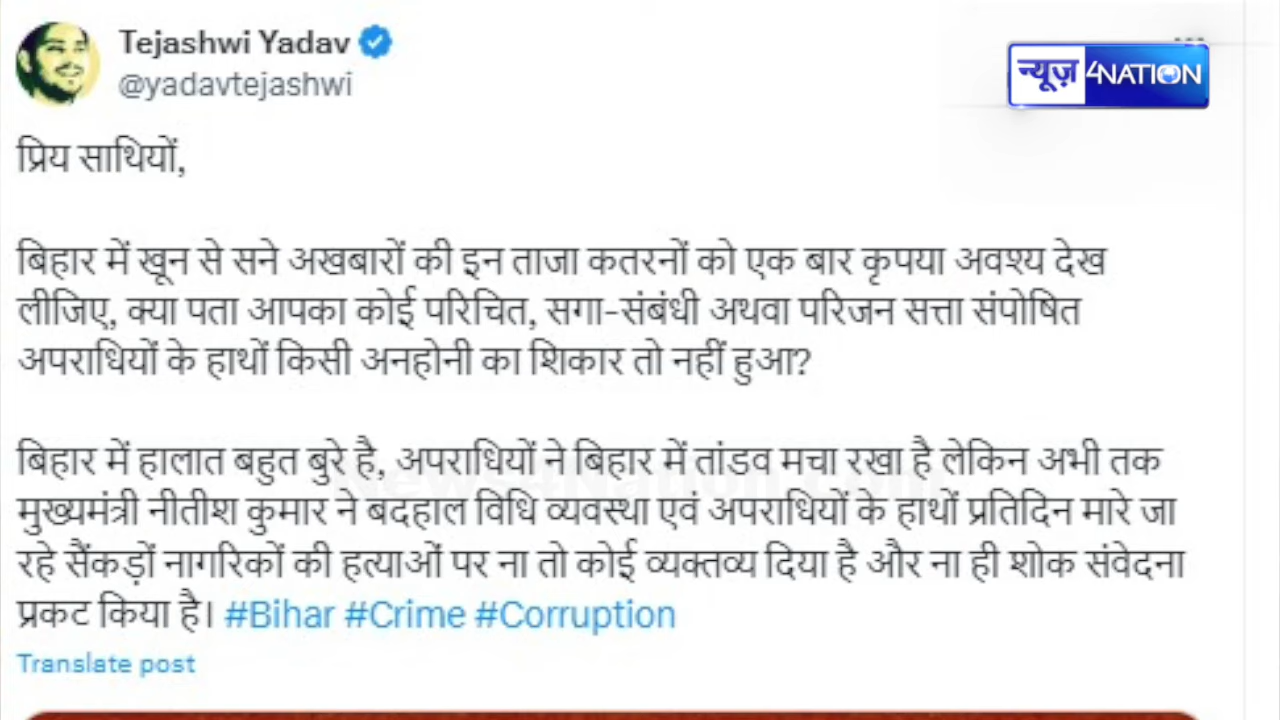 Tejashwi Yadav
@yadavtejashwi
न्यूज़ 4NATION
प्रिय साथियों,
बिहार में खून से सने अखबारों की इन ताजा कतरनों को एक बार कृपया अवश्य देख
लीजिए, क्या पता आपका कोई परिचित, सगा-संबंधी अथवा परिजन सत्ता संपोषित
अपराधियों के हाथों किसी अनहोनी का शिकार तो नहीं हुआ?
बिहार में हालात बहुत बुरे है, अपराधियों ने बिहार में तांडव मचा रखा है लेकिन अभी तक
मुख्यमंत्री नीतीश कुमार ने बदहाल विधि व्यवस्था एवं अपराधियों के हाथों प्रतिदिन मारे जा
रहे सैंकड़ों नागरिकों की हत्याओं पर ना तो कोई व्यक्तव्य दिया है और ना ही शोक संवेदना
प्रकट किया है। #Bihar #Crime #Corruption
Translate post